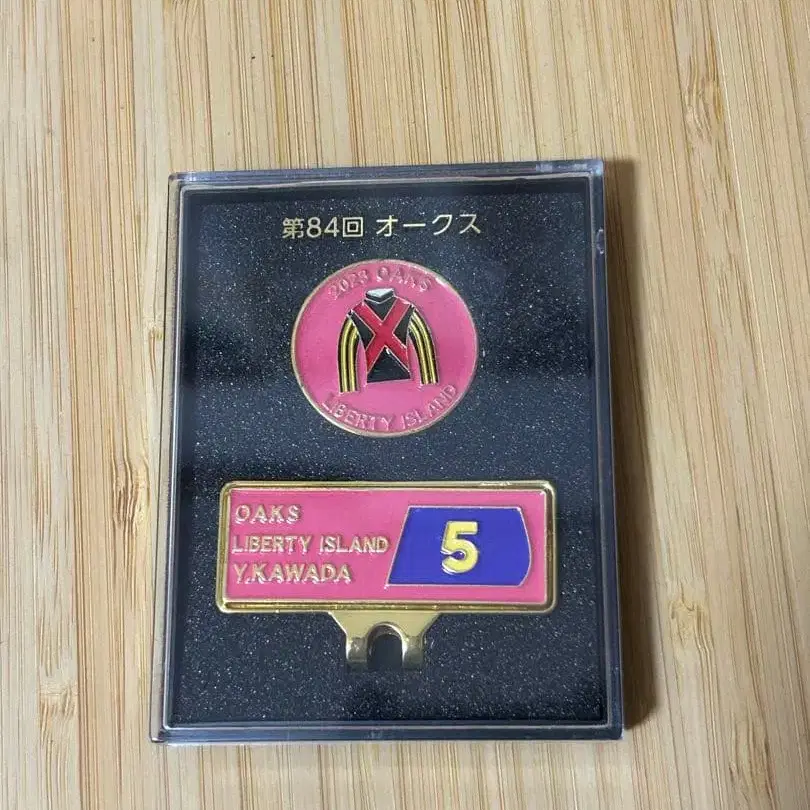 第84回 オークス
2023 OAKS
LIBERTY ISLAND
OAKS
LIBERTY ISLAND
Y.KAWADA
5